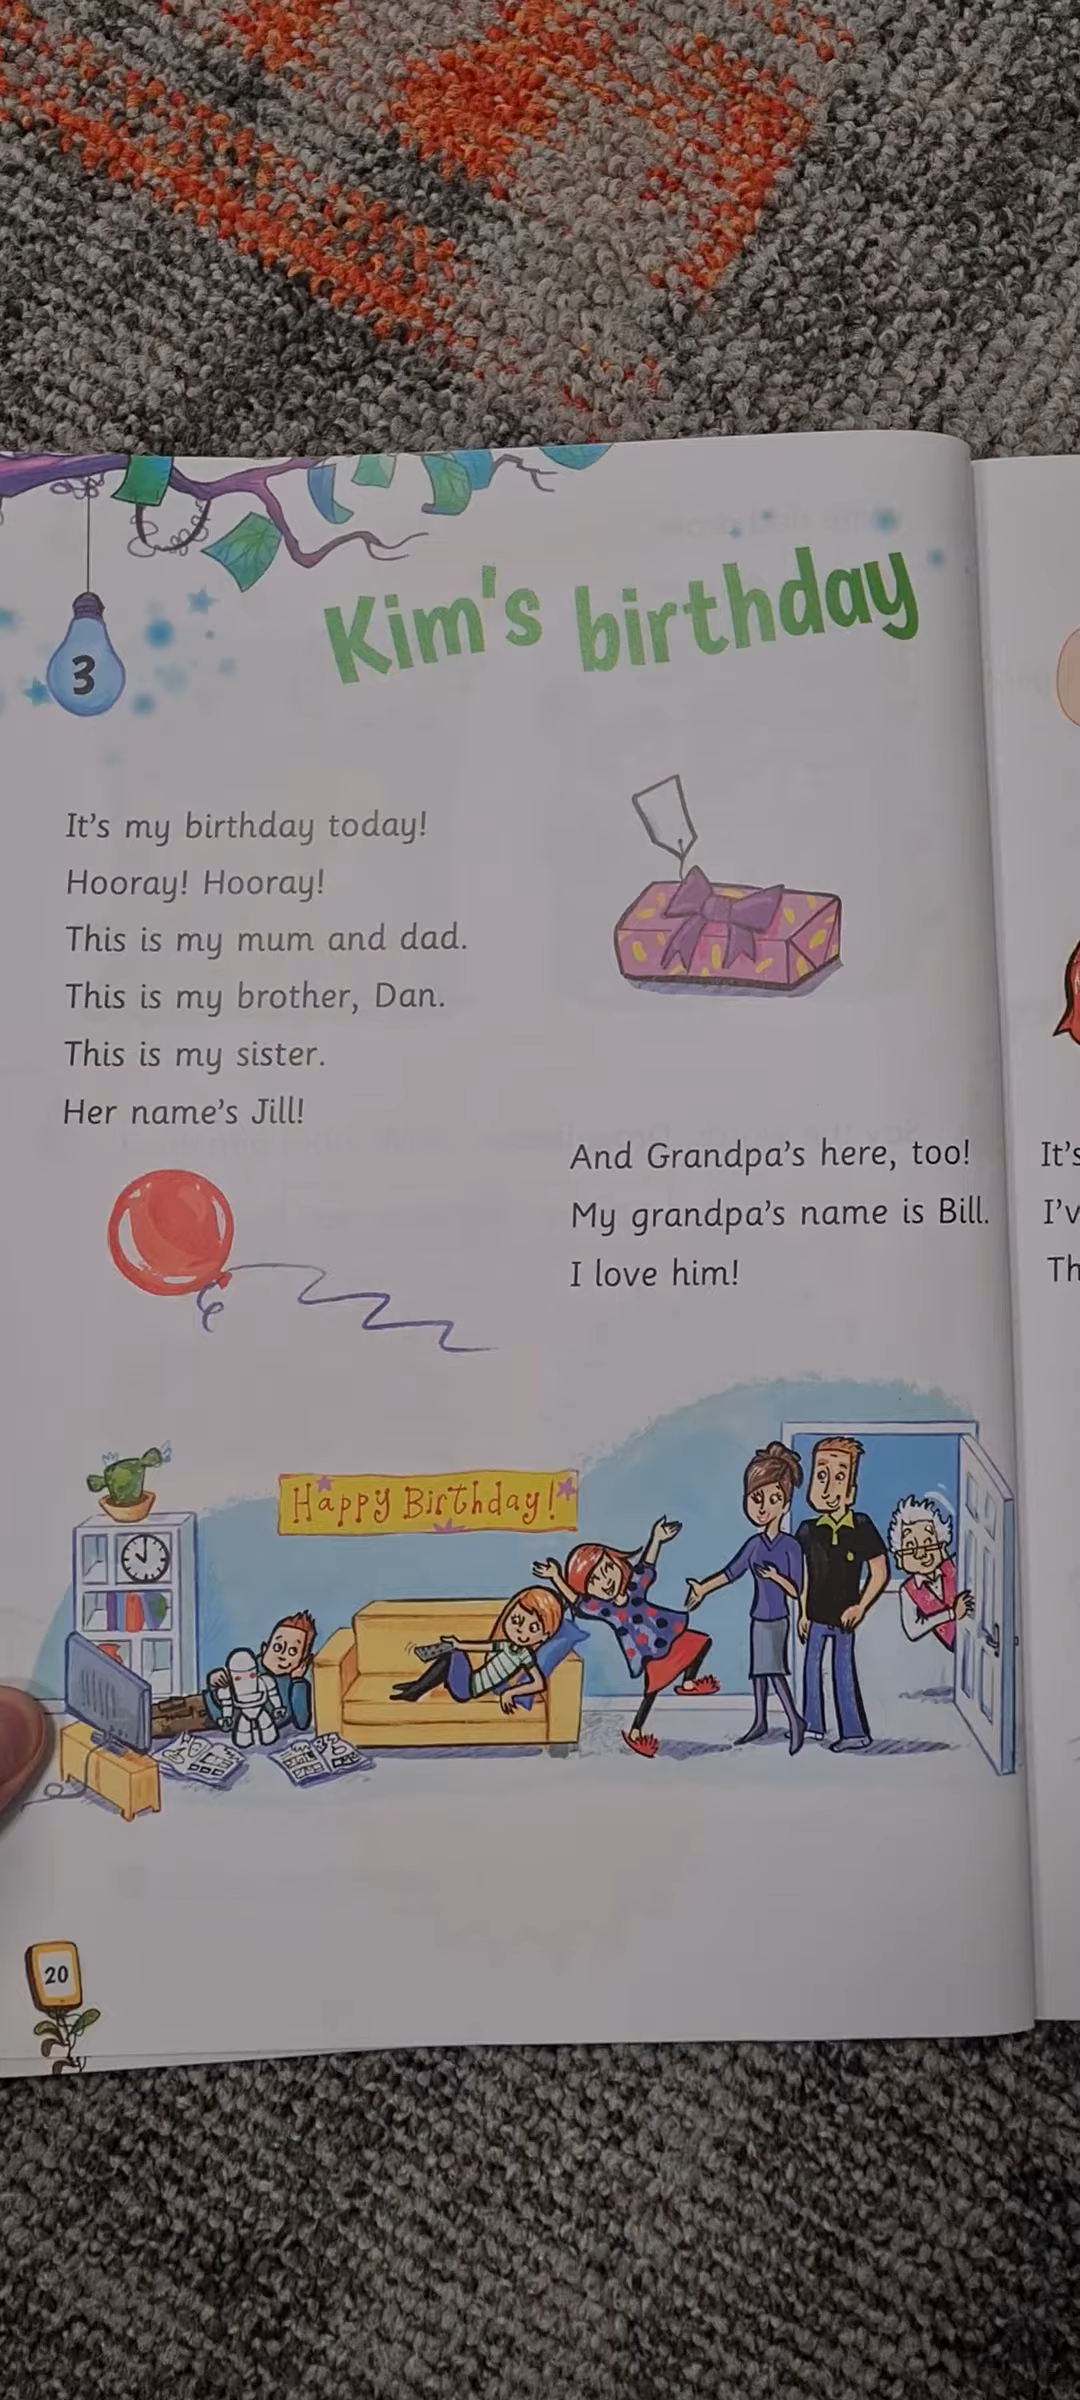 3
Kim's birthday
It's my birthday today!
Hooray! Hooray!
This is my mum and dad.
This is my brother, Dan.
This is my sister.
Her name's Jill!
And Grandpa's here, too!
My grandpa's name is Bill.
I love him!
Happy Birthday!
20
It's
I'v
Th